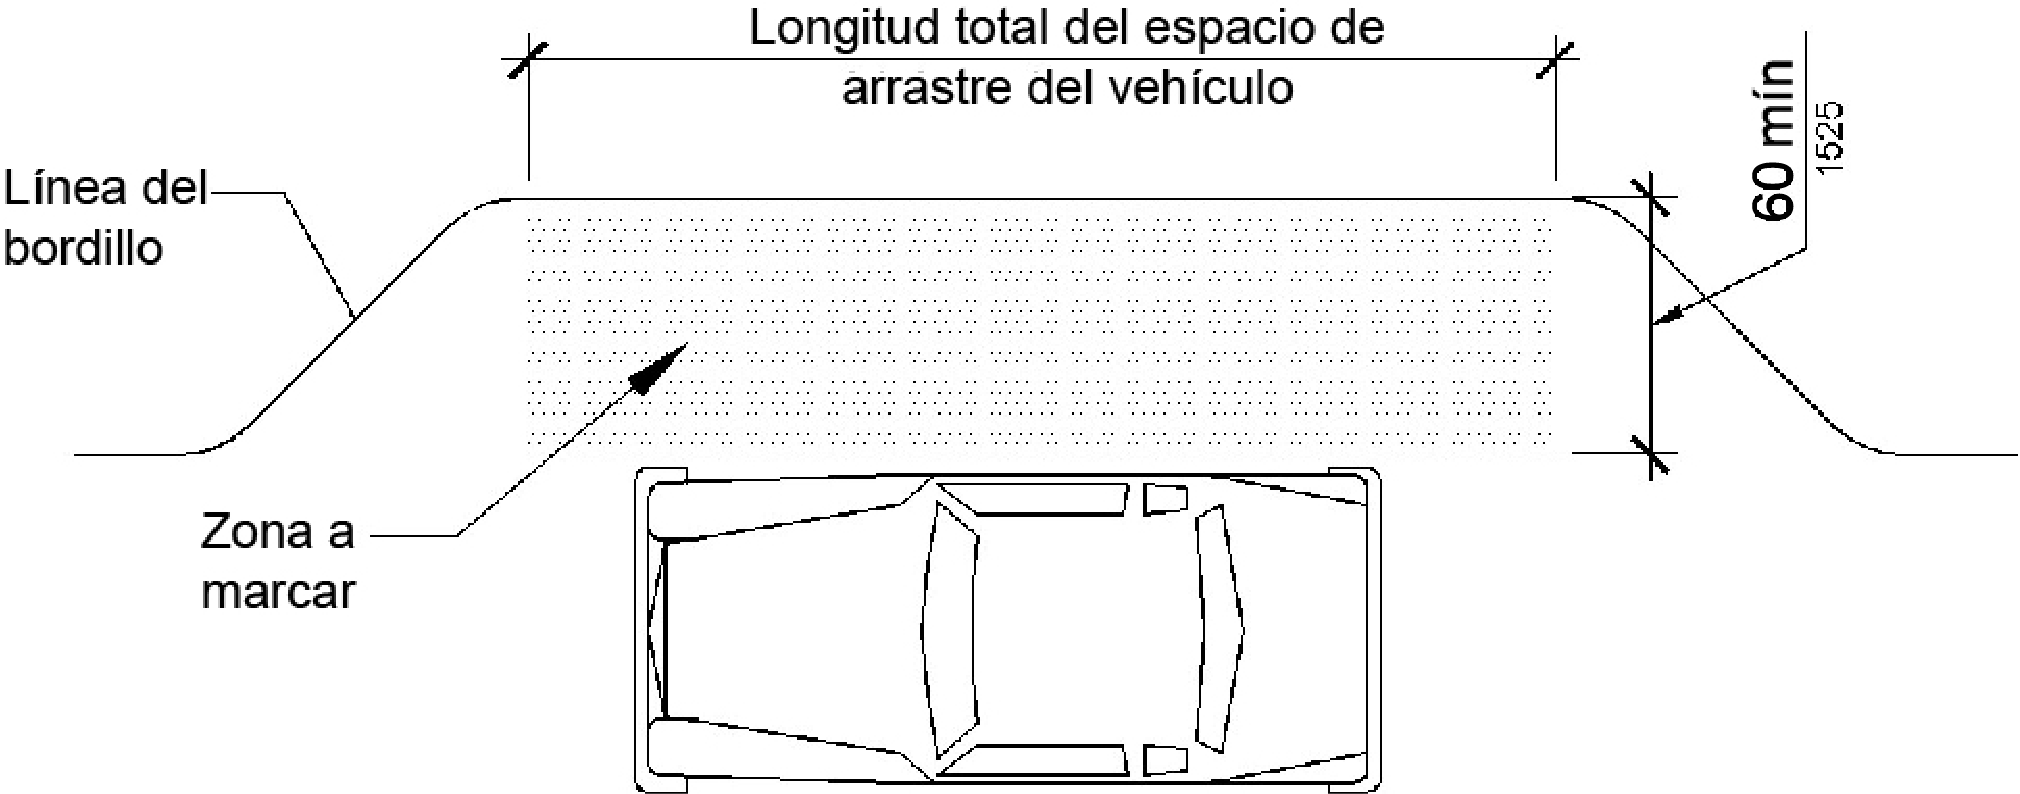 Longitud total del espacio de
arrastre del vehículo
60 mín
1525
Línea del
bordillo
Zona a
marcar